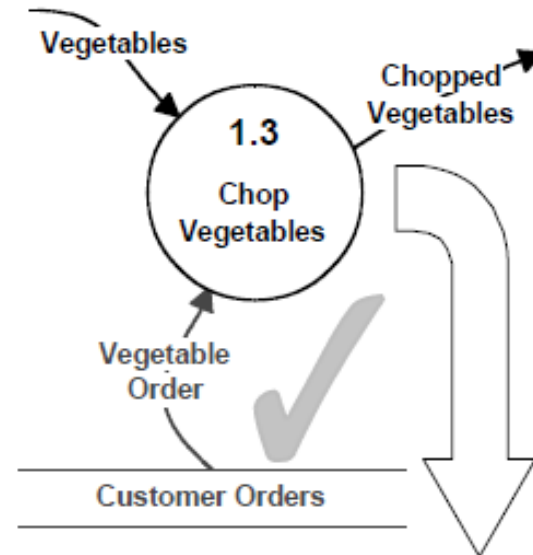 Vegetables
Chopped
Vegetables
1.3
Chop
Vegetables
Vegetable
Order
Customer Orders